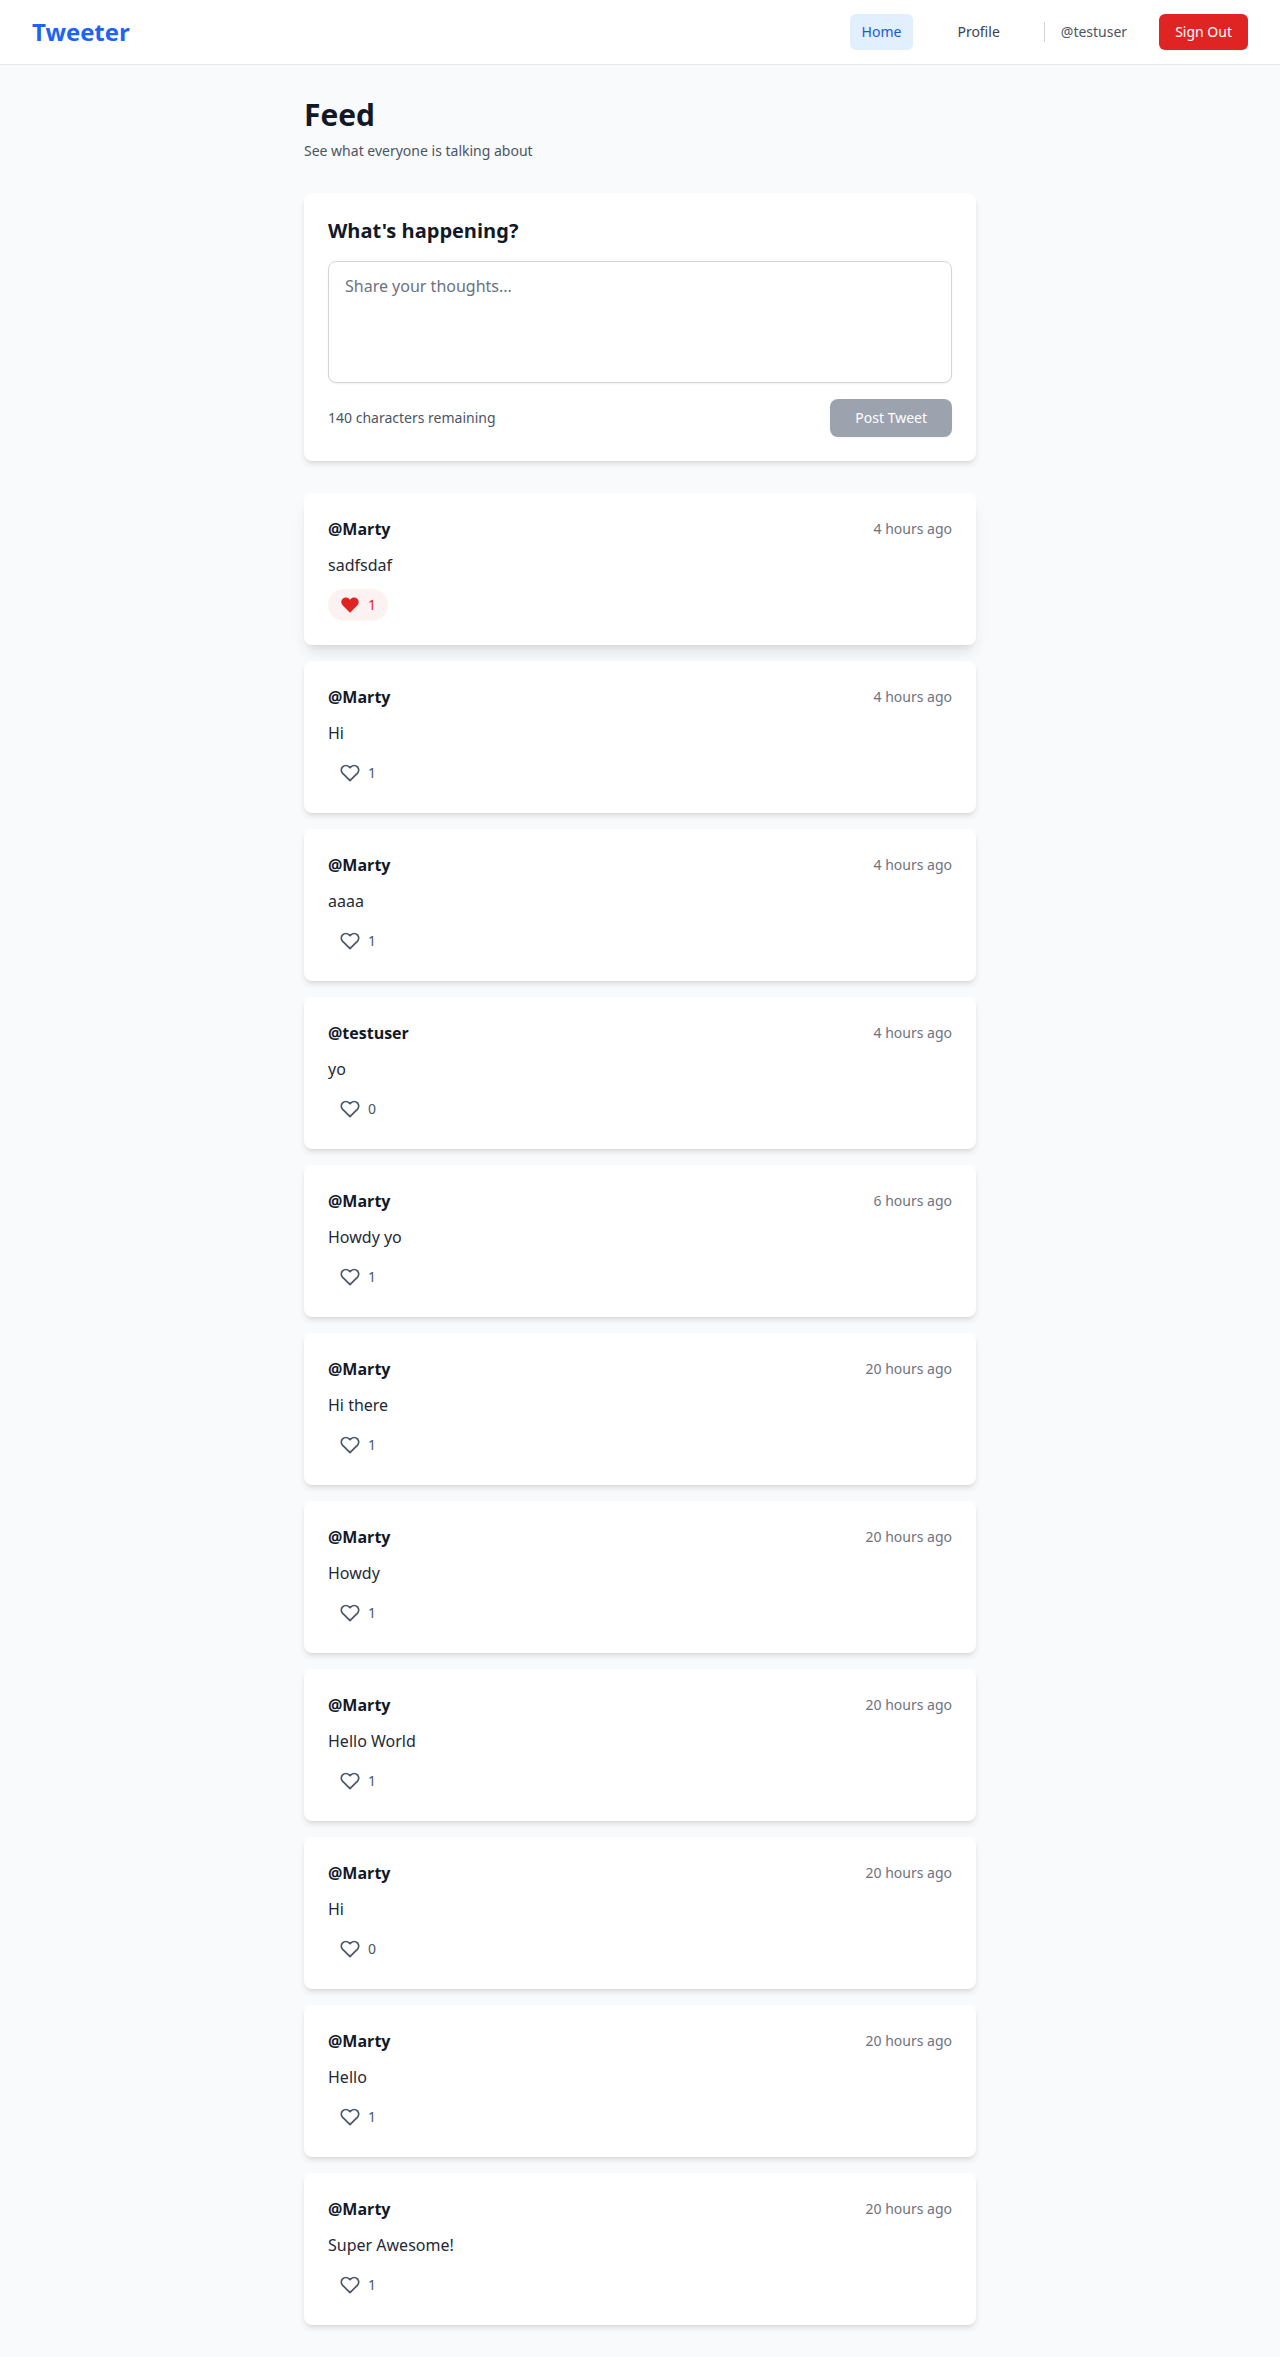 Tweeter
Home Profile @testuser Sign Out
Feed
See what everyone is talking about
What's happening?
Share your thoughts...
140 characters remaining Post Tweet
@Marty 4 hours ago
sadfsdaf
1
@Marty 4 hours ago
Hi
1
@Marty 4 hours ago
aaaa
1
@testuser 4 hours ago
yo
0
@Marty 6 hours ago
Howdy yo
1
@Marty 20 hours ago
Hi there
1
@Marty 20 hours ago
Howdy
1
@Marty 20 hours ago
Hello World
1
@Marty 20 hours ago
Hi
0
@Marty 20 hours ago
Hello
1
@Marty 20 hours ago
Super Awesome!
1